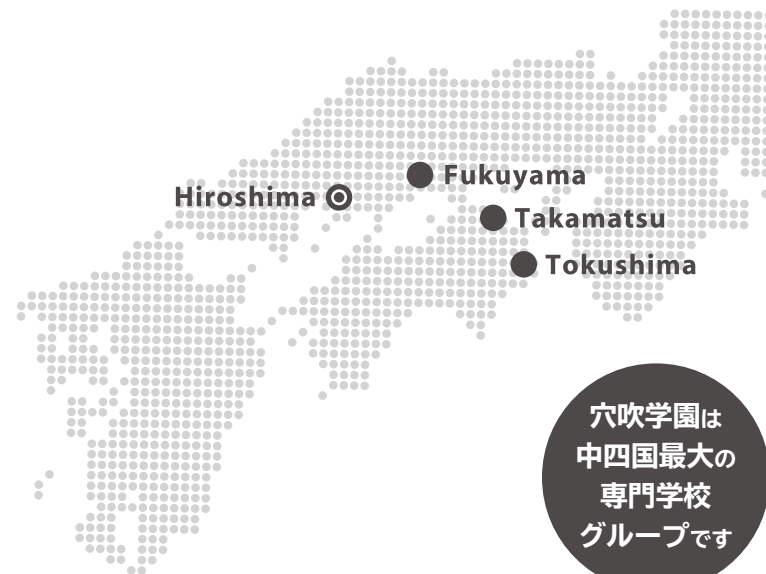 Fukuyama
Hiroshima
Takamatsu
Tokushima
穴吹学園は
中四国最大の
専門学校
グループです